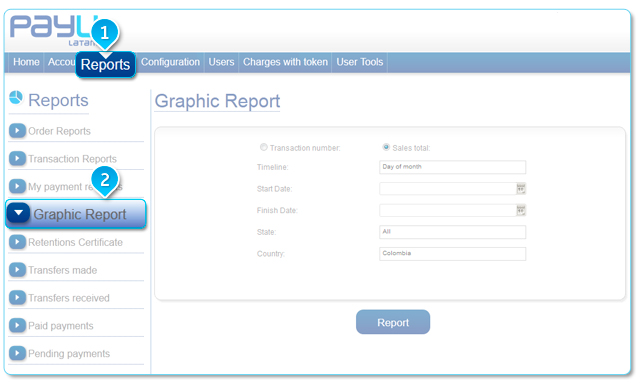 PayU
LATAM
1
Home Reports Configuration Users Charges with token User Tools
Reports
Order Reports
Transaction Reports
My payment
2
Graphic Report
Retentions Certificate
Transfers made
Transfers received
Paid payments
Pending payments
Graphic Report
Transaction number: Sales total:
Timeline: Day of month
Start Date:
Finish Date:
State: All
Country: Colombia
Report